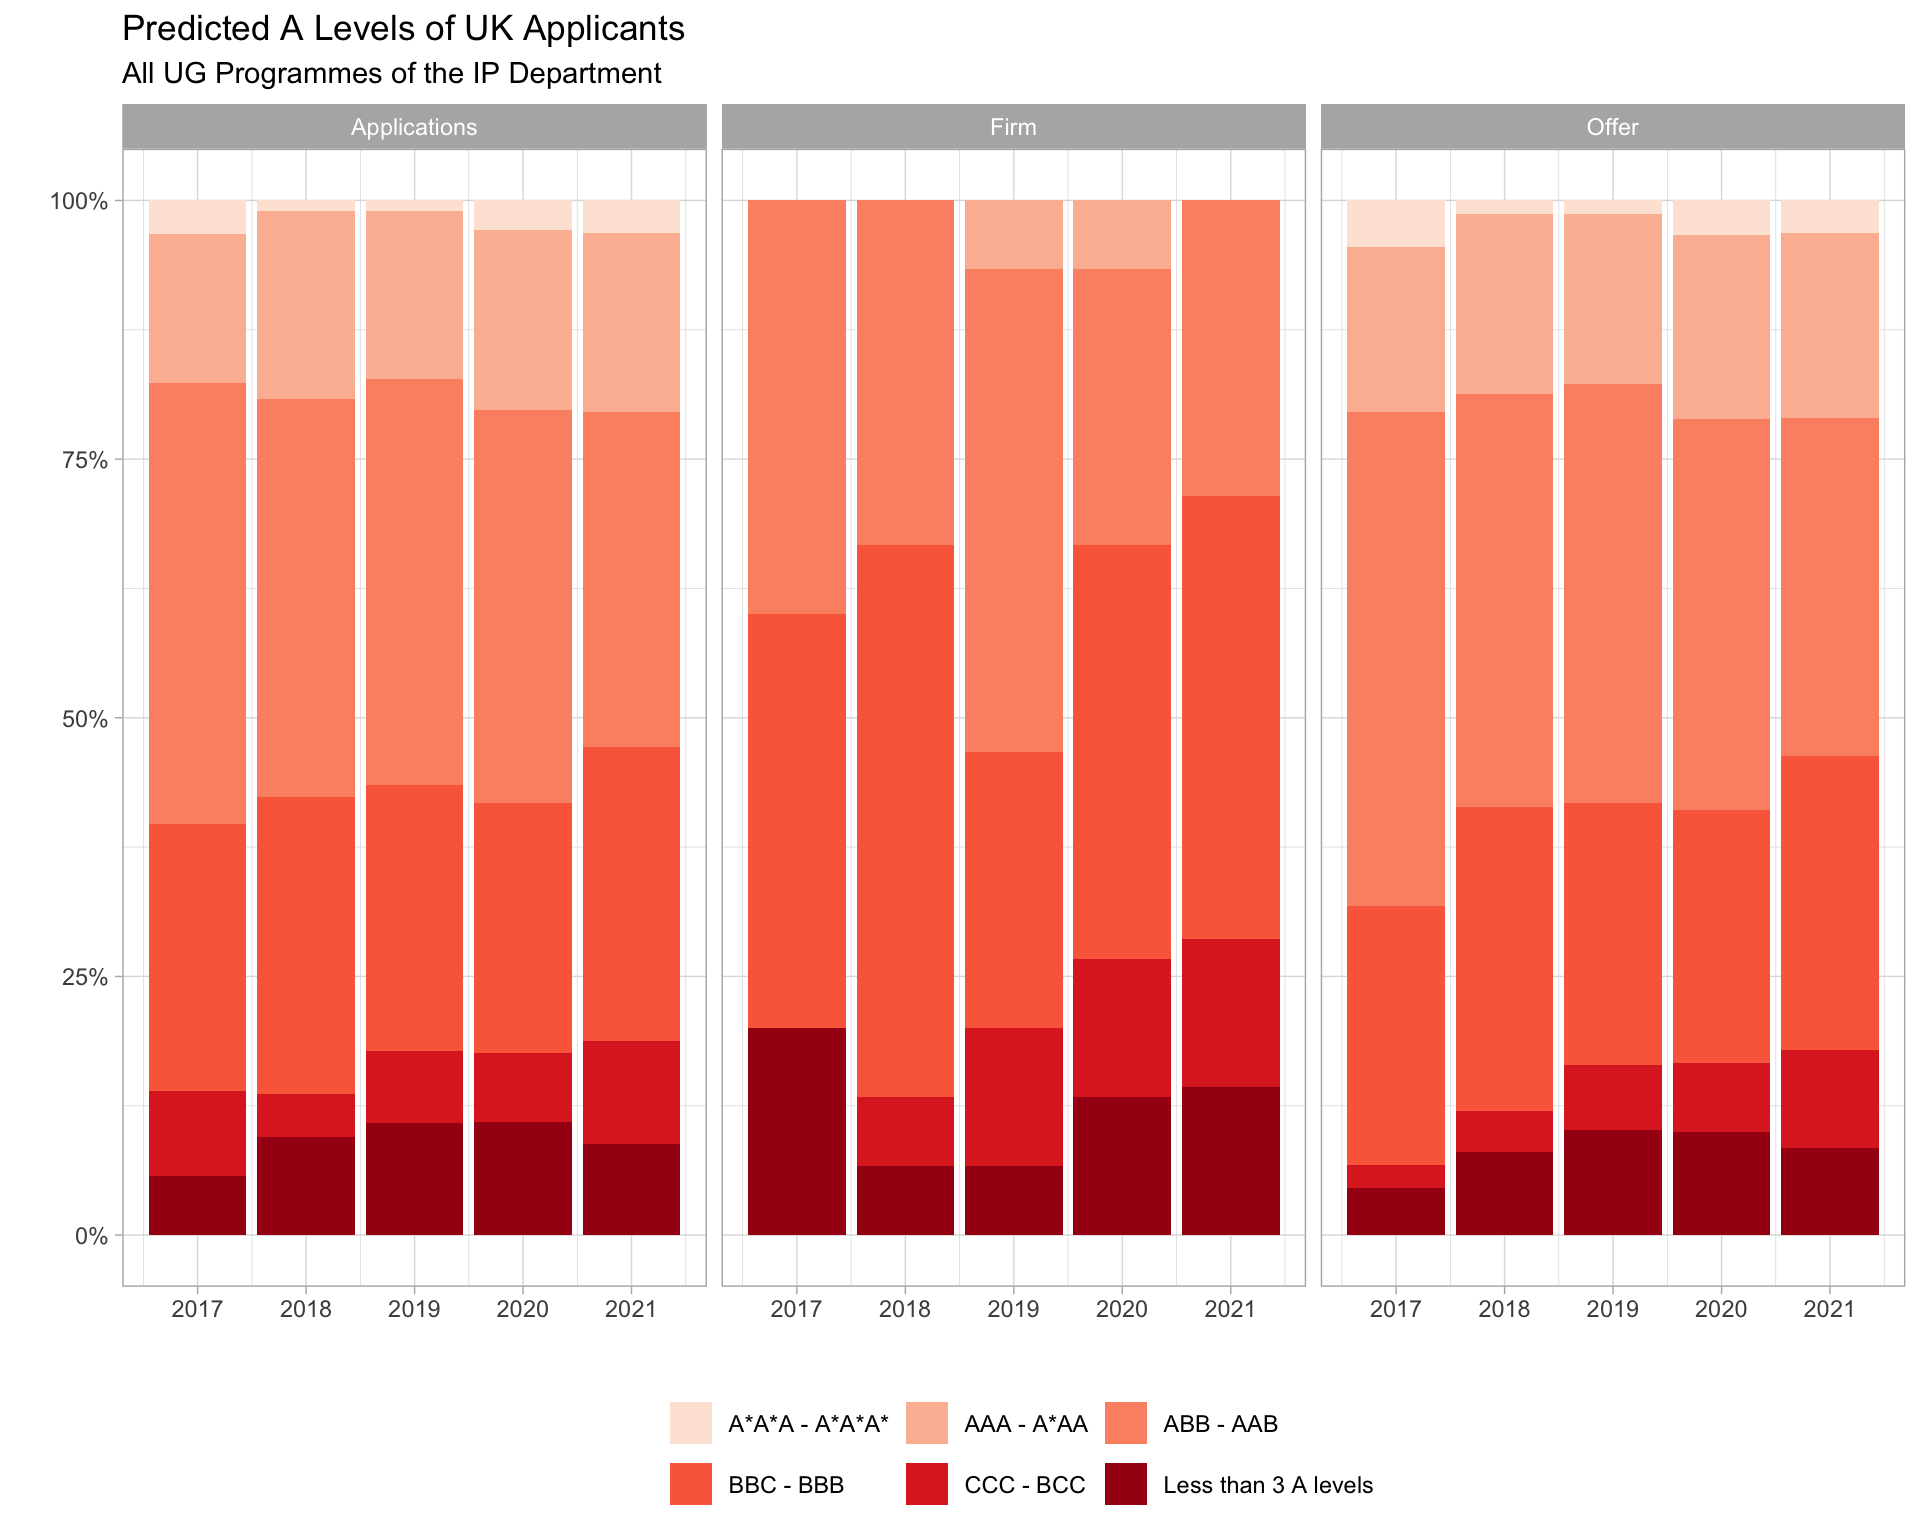 Predicted A Levels of UK Applicants
All UG Programmes of the IP Department
Applications
Firm
Offer
100%
75%
50%
25%
0%
2017 2018 2019 2020 2021
2017 2018 2019 2020 2021
2017 2018 2019 2020 2021
A*A*A - A*A*A* AAA - A*AA ABB - AAB
BBC - BBB CCC - BCC Less than 3 A levels